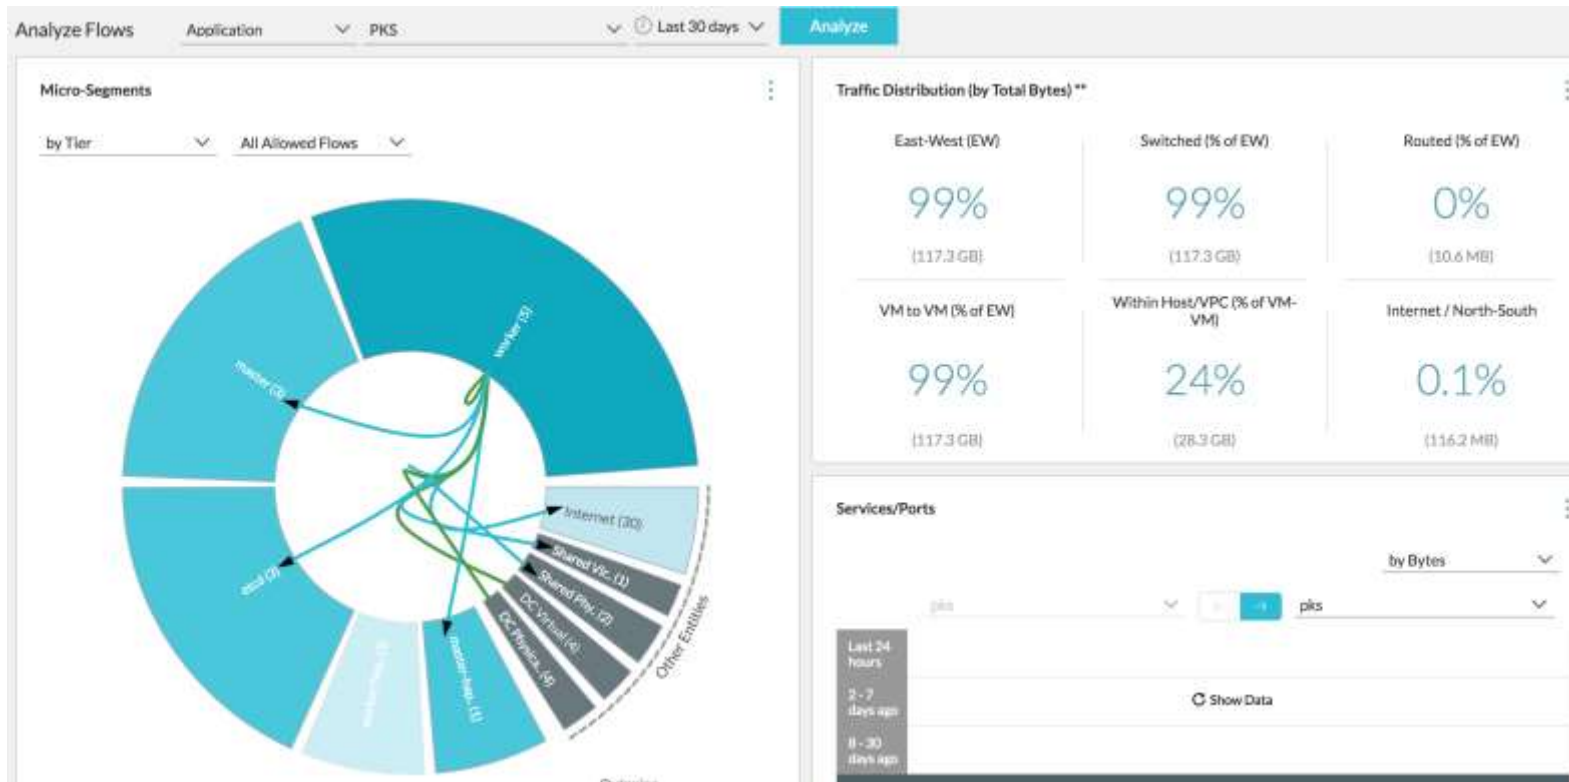 Analyze Flows
Application
PKS
Last 30 days
Analyze
Micro-Segments
by Tier
All Allowed Flows
worker (5)
master (3)
etcd (3)
master-hap.. (1)
Internet (30)
Shared Vir.. (1)
Shared Phy.. (2)
DC Virtual (4)
DC Physica.. (4)
Other Entities
Traffic Distribution (by Total Bytes) **
East-West (EW)
Switched (% of EW)
Routed (% of EW)
99%
99%
0%
(117.3 GB)
(117.3 GB)
(10.6 MB)
VM to VM (% of EW)
Within Host/VPC (% of VM-
VM)
Internet / North-South
99%
24%
0.1%
(117.3 GB)
(28.3 GB)
(116.2 MB)
Services/Ports
by Bytes
pks
pks
Last 24
hours
2 - 7
days ago
Show Data
8 - 30
days ago